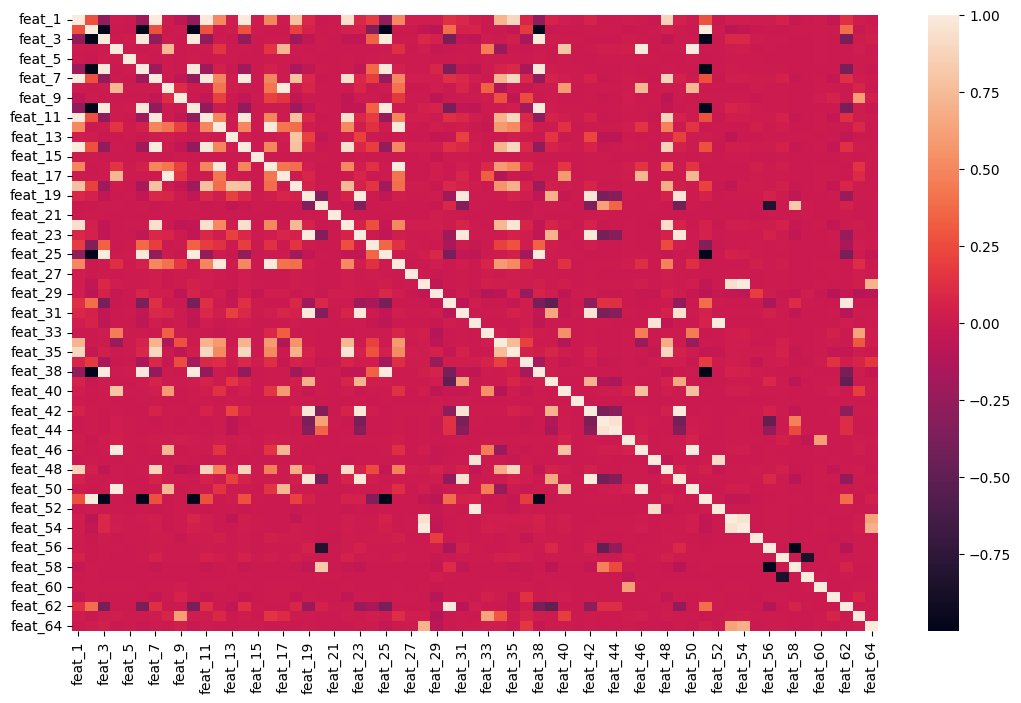 feat_1
feat_3
feat_5
feat_7
feat_9
feat_11
feat_13
feat_15
feat_17
feat_19
feat_21
feat_23
feat_25
feat_27
feat_29
feat_31
feat_33
feat_35
feat_38
feat_40
feat_42
feat_44
feat_46
feat_48
feat_50
feat_52
feat_54
feat_56
feat_58
feat_60
feat_62
feat_64
feat_1
feat_3
feat_5
feat_7
feat_9
feat_11
feat_13
feat_15
feat_17
feat_19
feat_21
feat_23
feat_25
feat_27
feat_29
feat_31
feat_33
feat_35
feat_38
feat_40
feat_42
feat_44
feat_46
feat_48
feat_50
feat_52
feat_54
feat_56
feat_58
feat_60
feat_62
feat_64
1.00
0.75
0.50
0.25
0.00
−0.25
−0.50
−0.75